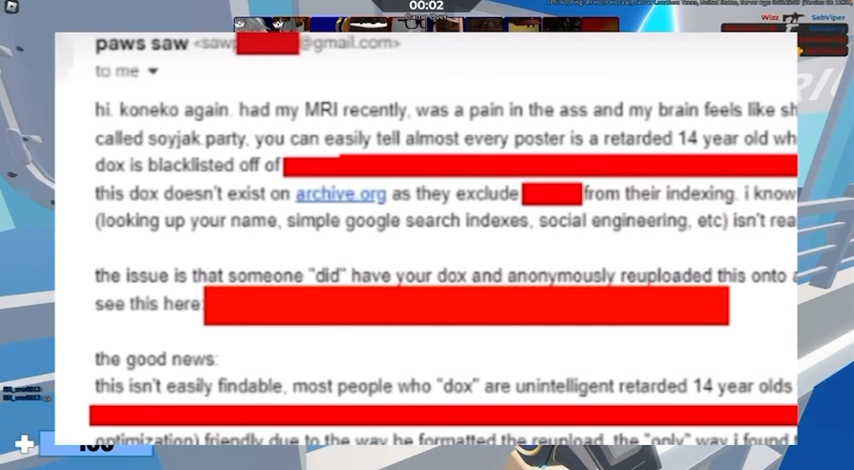 00:02
Wizz SebViper
paws saw <saw @gmail.com>
to me
hi. koneko again. had my MRI recently, was a pain in the ass and my brain feels like sh
called soyjak.party, you can easily tell almost every poster is a retarded 14 year old wh
dox is blacklisted off of
this dox doesn't exist on archive.org as they exclude from their indexing. i know
(looking up your name, simple google search indexes, social engineering, etc) isn't rea
the issue is that someone "did" have your dox and anonymously reuploaded this onto a
see this here:
the good news:
this isn't easily findable, most people who "dox" are unintelligent retarded 14 year olds
optimization) friendly due to the way he formatted the reupload, the "only" way i found t